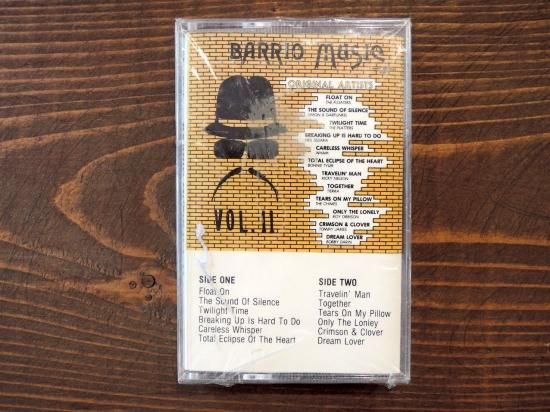 BARRIO MUSIC
ORIGINAL ARTISTS
FLOAT ON
THE FLOATERS
THE SOUND OF SILENCE
SIMON & GARFUNKEL
TWILIGHT TIME
THE PLATTERS
BREAKING UP IS HARD TO DO
NEIL SEDAKA
CARELESS WHISPER
WHAM
TOTAL ECLIPSE OF THE HEART
BONNIE TYLER
TRAVELIN' MAN
RICKY NELSON
TOGETHER
TIERRA
TEARS ON MY PILLOW
THE CHIMES
ONLY THE LONELY
ROY ORBISON
CRIMSON & CLOVER
TOMMY JAMES
DREAM LOVER
BOBBY DARIN
VOL. II
SIDE ONE
Float On
The Sound Of Silence
Twilight Time
Breaking Up Is Hard To Do
Careless Whisper
Total Eclipse Of The Heart
SIDE TWO
Travelin' Man
Together
Tears On My Pillow
Only The Lonley
Crimson & Clover
Dream Lover